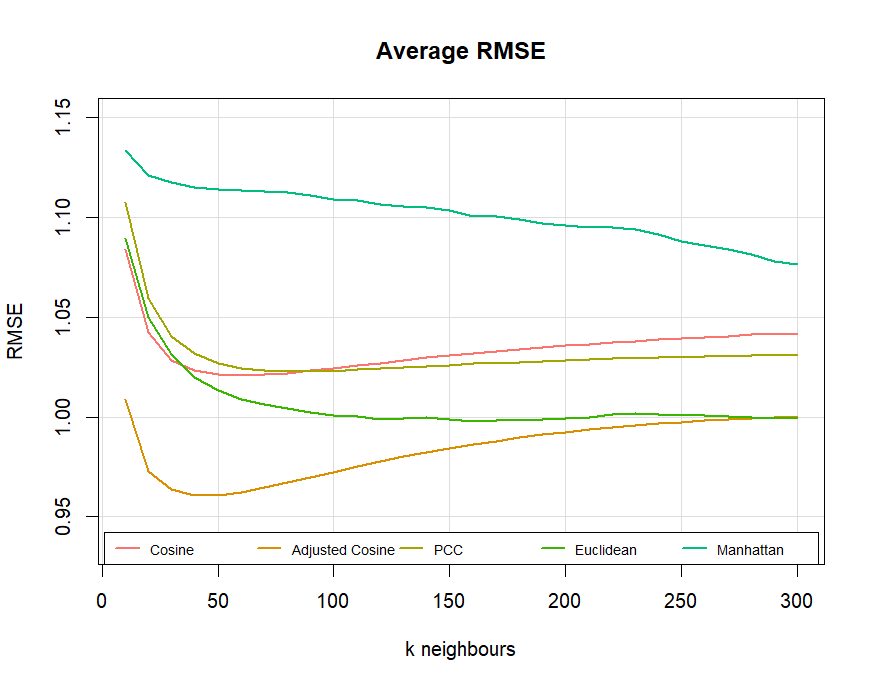 Average RMSE
RMSE
1.15
1.10
1.05
1.00
0.95
Cosine Adjusted Cosine PCC Euclidean Manhattan
0 50 100 150 200 250 300
k neighbours